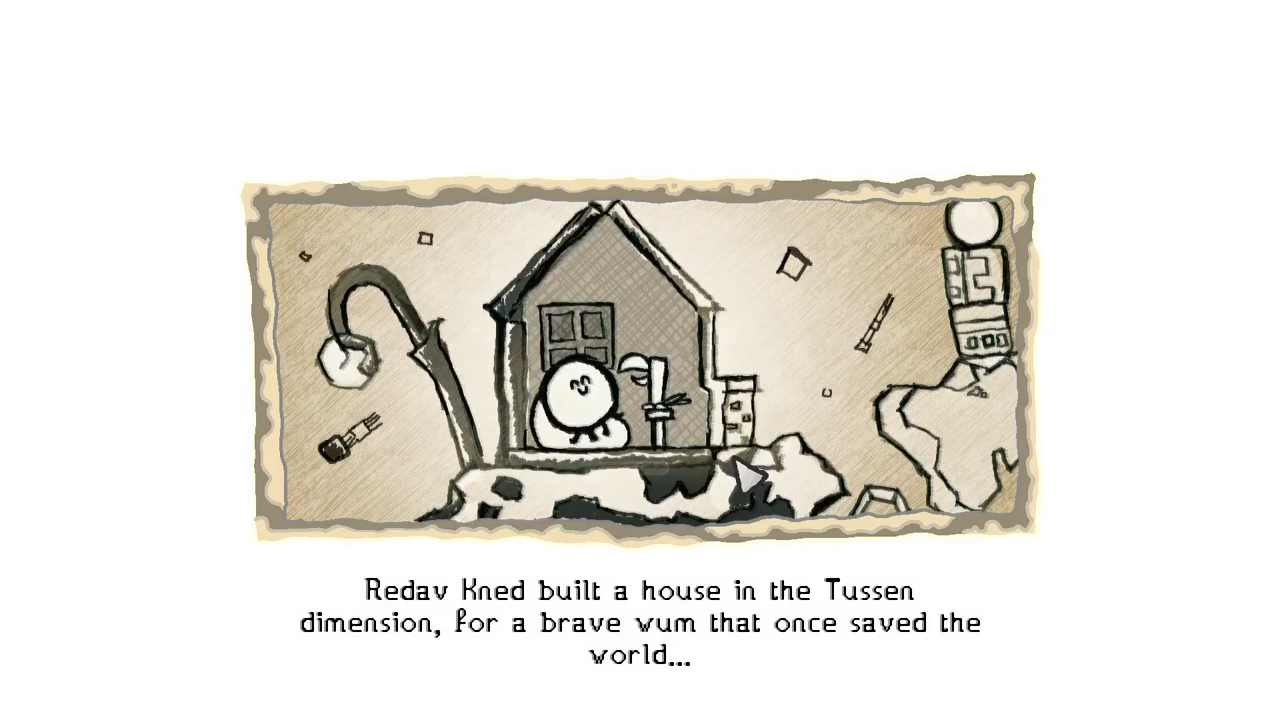 Redav Kned built a house in the Tussen
dimension, for a brave wum that once saved the
world...